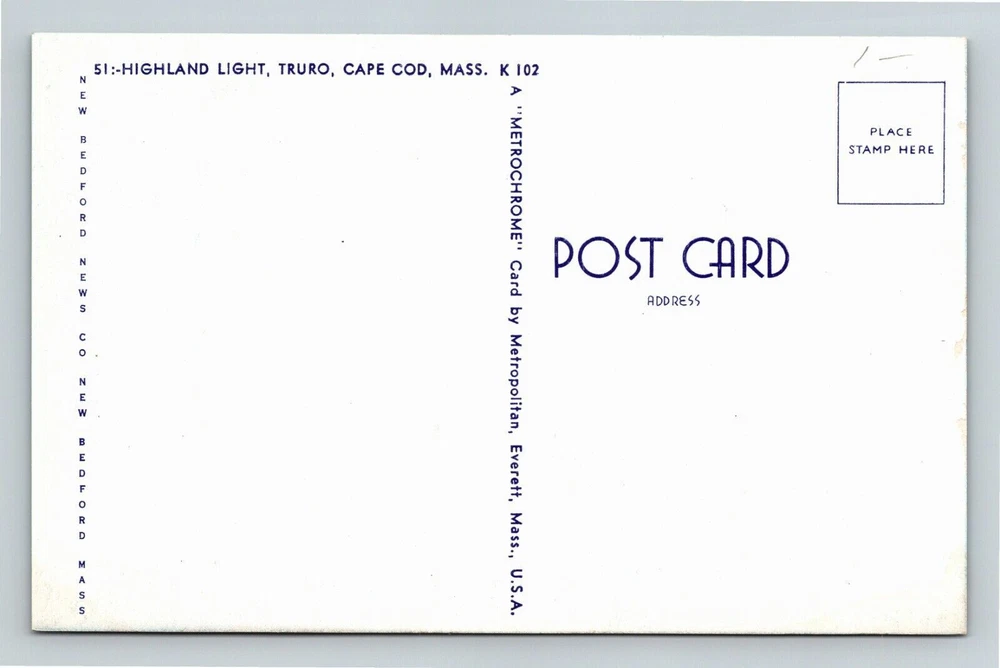 51:-HIGHLAND LIGHT, TRURO, CAPE COD, MASS. K 102
NEW BEDFORD NEWS CO NEW BEDFORD MASS
A "METROCHROME" Card by Metropolitan, Everett, Mass., U.S.A.
1-
PLACE
STAMP HERE
POST CARD
ADDRESS